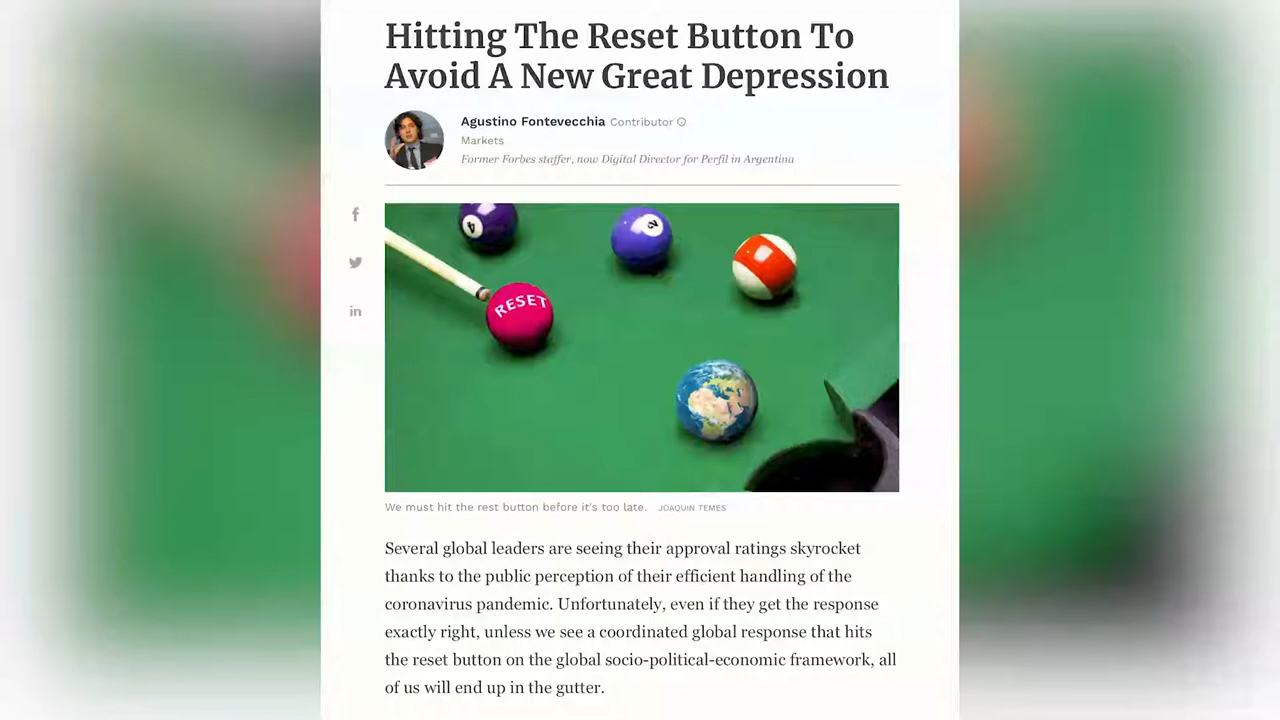 Hitting The Reset Button To
Avoid A New Great Depression
Agustino Fontevecchia Contributor
Markets
Former Forbes staffer, now Digital Director for Perfil in Argentina
f
in
4
2
RESET
We must hit the rest button before it's too late. JOAQUIN TEMES
Several global leaders are seeing their approval ratings skyrocket
thanks to the public perception of their efficient handling of the
coronavirus pandemic. Unfortunately, even if they get the response
exactly right, unless we see a coordinated global response that hits
the reset button on the global socio-political-economic framework, all
of us will end up in the gutter.